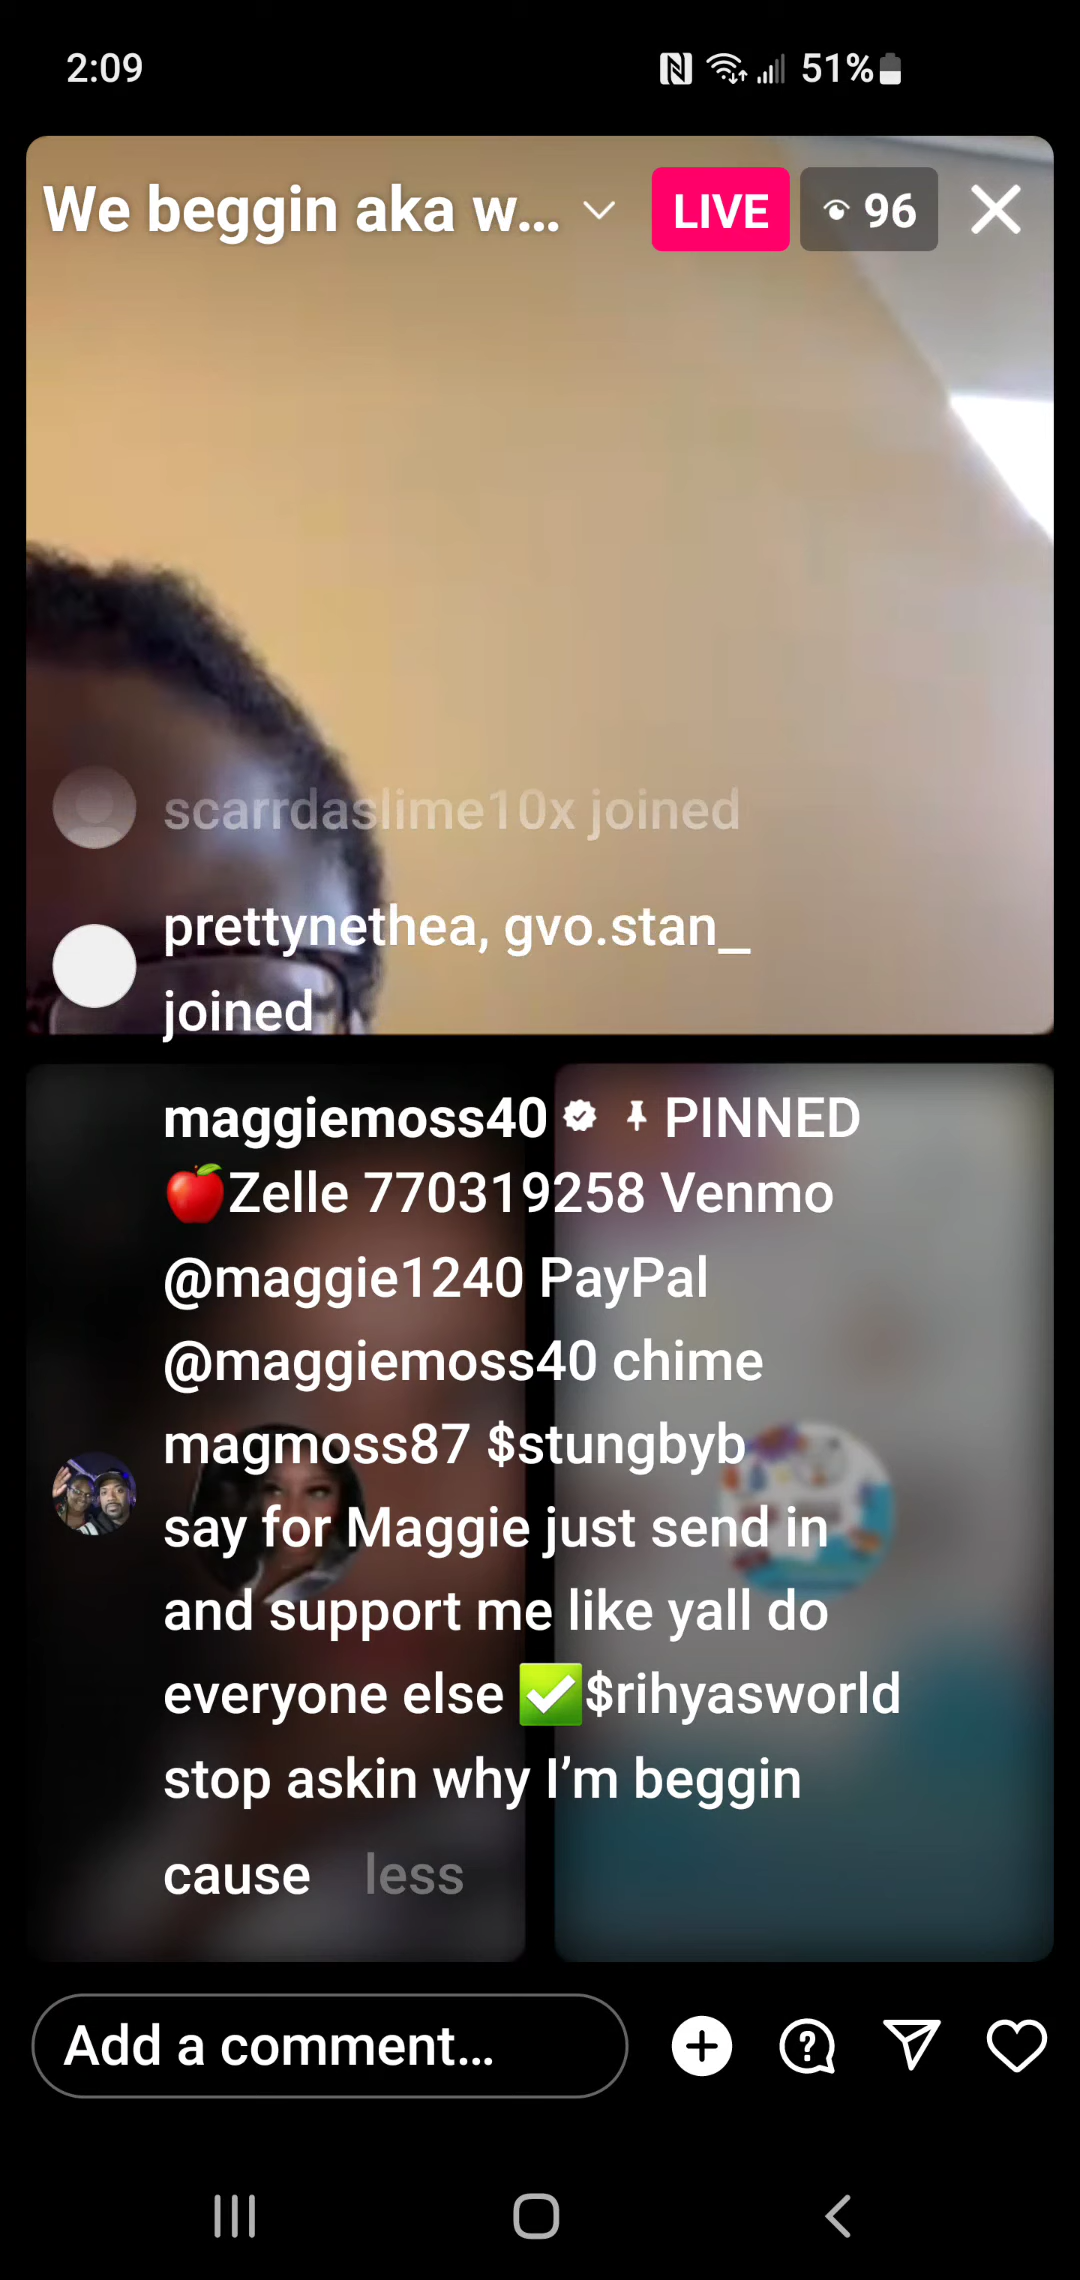 2:09 51%
We beggin aka w... LIVE 96
scarrdaslime10x joined
prettynethea, gvo.stan_
joined
maggiemoss40 PINNED
🍎Zelle 770319258 Venmo
@maggie1240 PayPal
@maggiemoss40 chime
magmoss87 $stungbyb
say for Maggie just send in
and support me like yall do
everyone else ✅$rihyasworld
stop askin why I’m beggin
cause less
Add a comment...